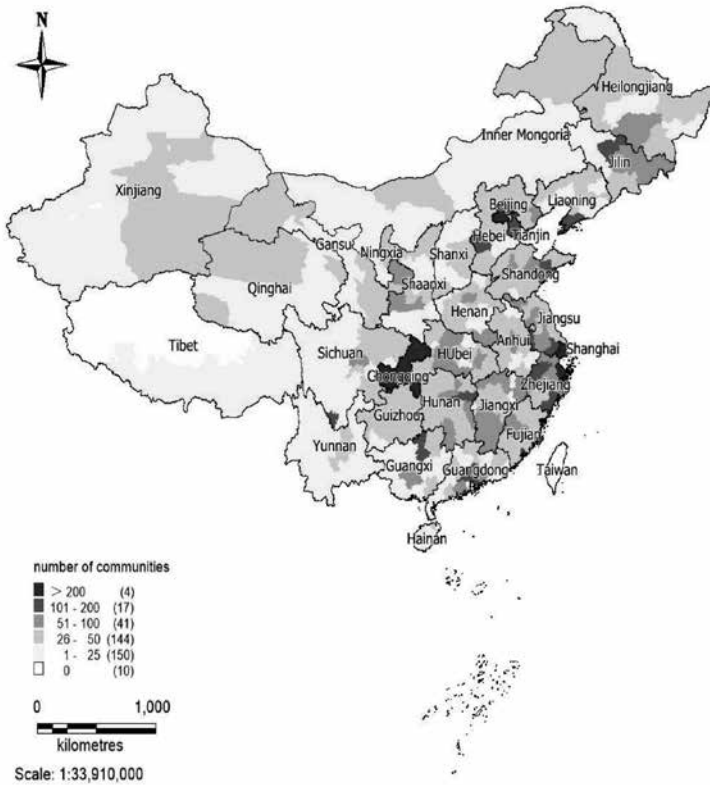 N
Heilongjiang
Inner Mongoria
Jilin
Xinjiang
Liaoning
Beijing
Gansu
Hebei Tianjin
Ningxia
Shanxi
Shandong
Qinghai
Shaanxi
Henan
Jiangsu
Tibet
Anhui
Shanghai
Sichuan
HUbei
Chongqing
Zhejiang
Hunan
Jiangxi
Guizhou
Fujian
Yunnan
Guangxi
Guangdong
Taiwan
Hainan
number of communities
> 200 (4)
101 - 200 (17)
51 - 100 (41)
26 - 50 (144)
1 - 25 (150)
0 (10)
0 1,000
kilometres
Scale: 1:33,910,000